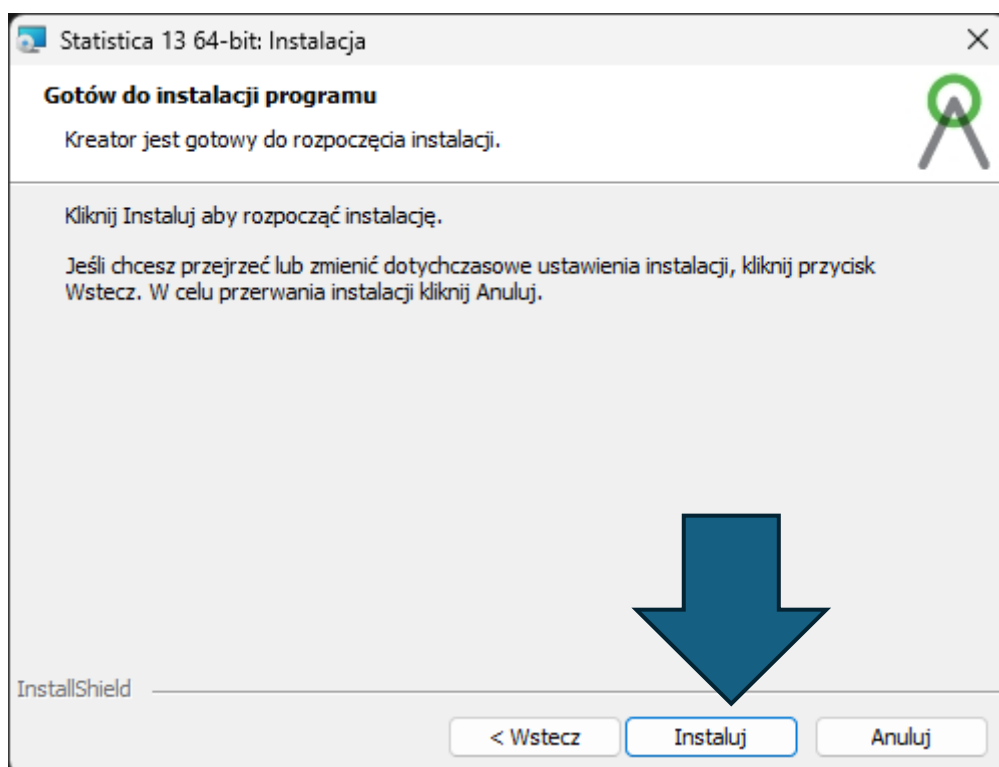 Statistica 13 64-bit: Instalacja
Gotów do instalacji programu
Kreator jest gotowy do rozpoczęcia instalacji.
Kliknij Instaluj aby rozpocząć instalację.
Jeśli chcesz przejrzeć lub zmienić dotychczasowe ustawienia instalacji, kliknij przycisk
Wstecz. W celu przerwania instalacji kliknij Anuluj.
InstallShield
< Wstecz
Instaluj
Anuluj